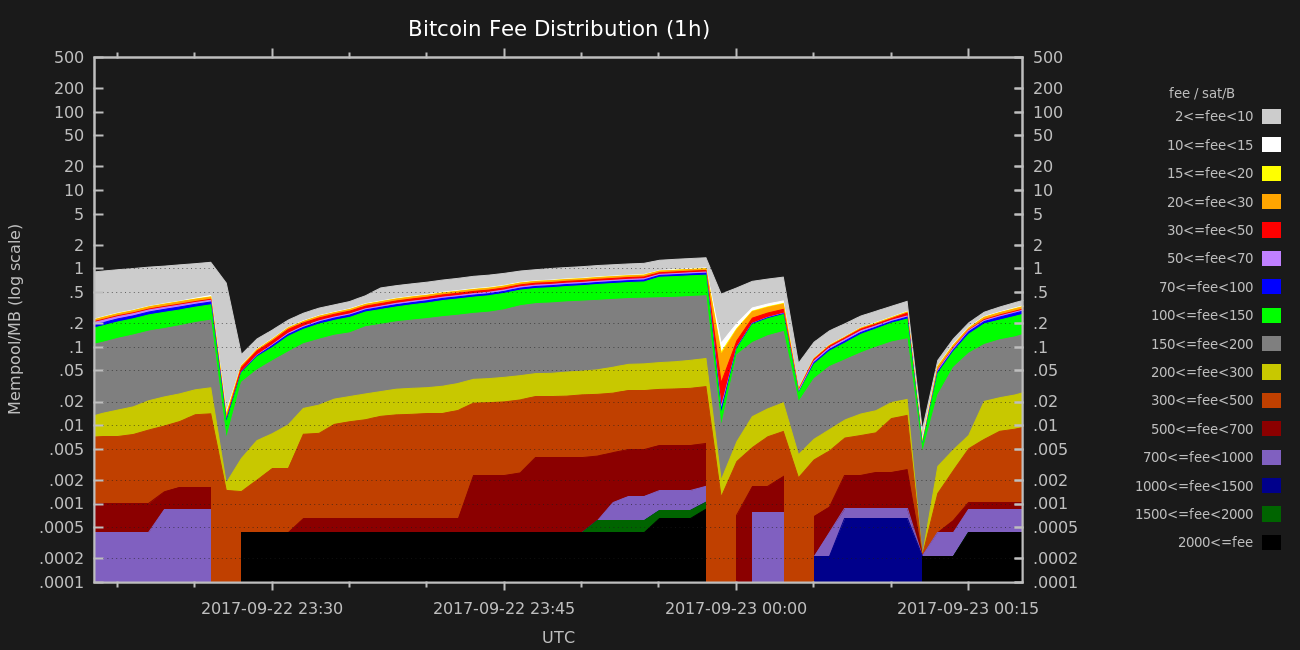 Bitcoin Fee Distribution (1h)
500 500
200 200
100 100
50 50
20 20
10 10
5 5
2 2
1 1
.5 .5
.2 .2
.1 .1
.05 .05
.02 .02
.01 .01
.005 .005
.002 .002
.001 .001
.0005 .0005
.0002 .0002
.0001 .0001
Mempool/MB (log scale)
2017-09-22 23:30 2017-09-22 23:45 2017-09-23 00:00 2017-09-23 00:15
UTC
fee / sat/B
2<=fee<10
10<=fee<15
15<=fee<20
20<=fee<30
30<=fee<50
50<=fee<70
70<=fee<100
100<=fee<150
150<=fee<200
200<=fee<300
300<=fee<500
500<=fee<700
700<=fee<1000
1000<=fee<1500
1500<=fee<2000
2000<=fee